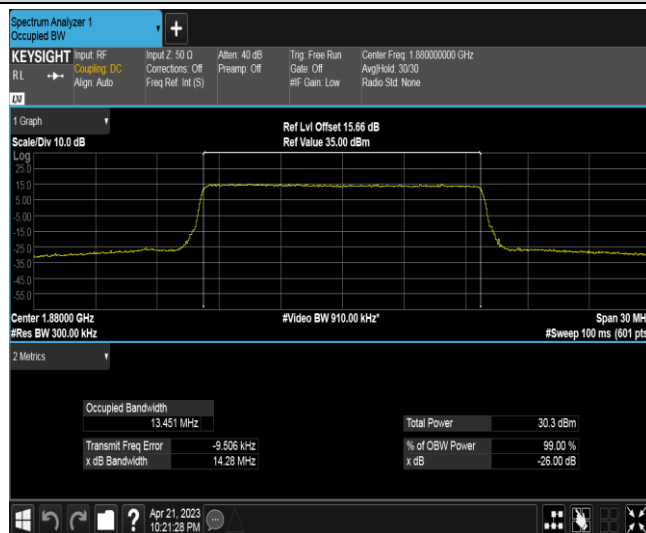 Spectrum Analyzer 1
Occupied BW
+
KEYSIGHT
RL
LXI
Input: RF
Coupling: DC
Align: Auto
Input Z: 50 Ω
Corrections: Off
Freq Ref: Int (S)
Atten: 40 dB
Preamp: Off
Trig: Free Run
Gate: Off
#IF Gain: Low
Center Freq: 1.880000000 GHz
Avg|Hold: 30/30
Radio Std: None
1 Graph
Scale/Div 10.0 dB
Ref Lvl Offset 15.66 dB
Ref Value 35.00 dBm
Log
25.0
15.0
5.00
-5.00
-15.0
-25.0
-35.0
-45.0
-55.0
Center 1.88000 GHz
#Res BW 300.00 kHz
#Video BW 910.00 kHz*
Span 30 MH
#Sweep 100 ms (601 pts
2 Metrics
Occupied Bandwidth
13.451 MHz
Transmit Freq Error -9.506 kHz
x dB Bandwidth 14.28 MHz
Total Power 30.3 dBm
% of OBW Power 99.00 %
x dB -26.00 dB
?
Apr 21, 2023
10:21:28 PM